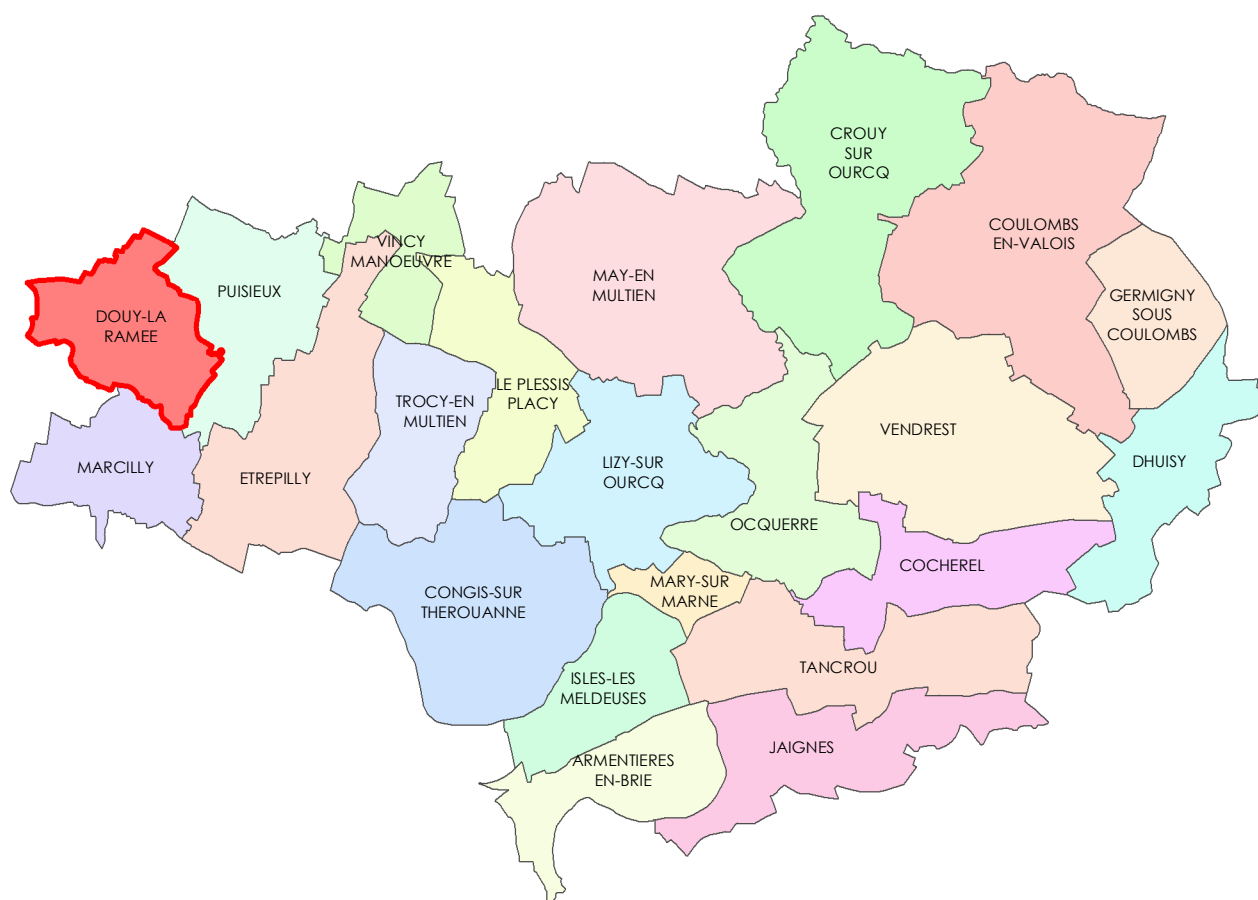 CROUY
SUR
OURCQ
COULOMBS
EN-VALOIS
VINCY
MANOEUVRE
MAY-EN
MULTIEN
PUISIEUX
GERMIGNY
SOUS
COULOMBS
DOUY-LA
RAMEE
LE PLESSIS
PLACY
TROCY-EN
MULTIEN
VENDREST
MARCILLY
ETREPILLY
LIZY-SUR
OURCQ
DHUISY
OCQUERRE
COCHEREL
CONGIS-SUR
THEROUANNE
MARY-SUR
MARNE
TANCROU
ISLES-LES
MELDEUSES
JAIGNES
ARMENTIERES
EN-BRIE